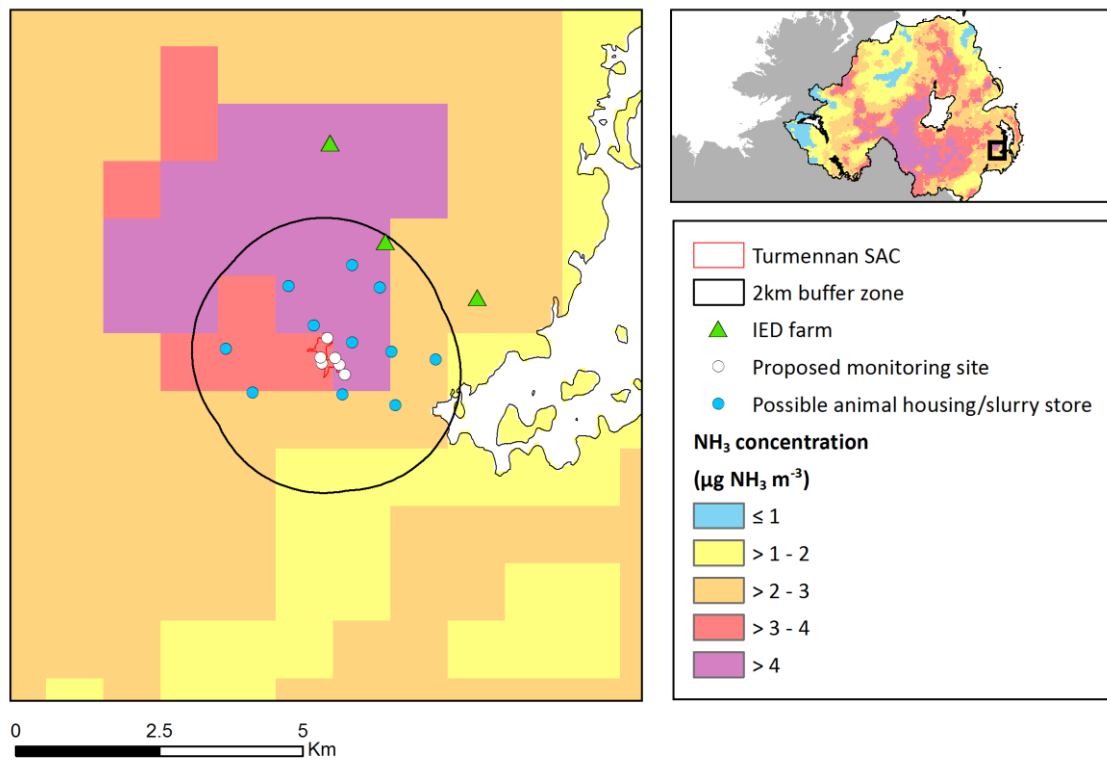 Turmennan SAC
2km buffer zone
IED farm
Proposed monitoring site
Possible animal housing/slurry store
NH₃ concentration
(µg NH₃ m⁻³)
≤ 1
> 1 - 2
> 2 - 3
> 3 - 4
> 4
0 2.5 5
Km